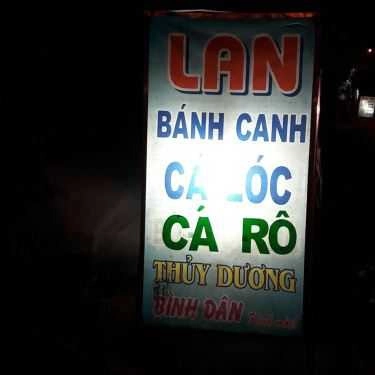 LAN
BÁNH CANH
CÁ LÓC
CÁ RÔ
THỦY DƯƠNG
BÌNH DÂN